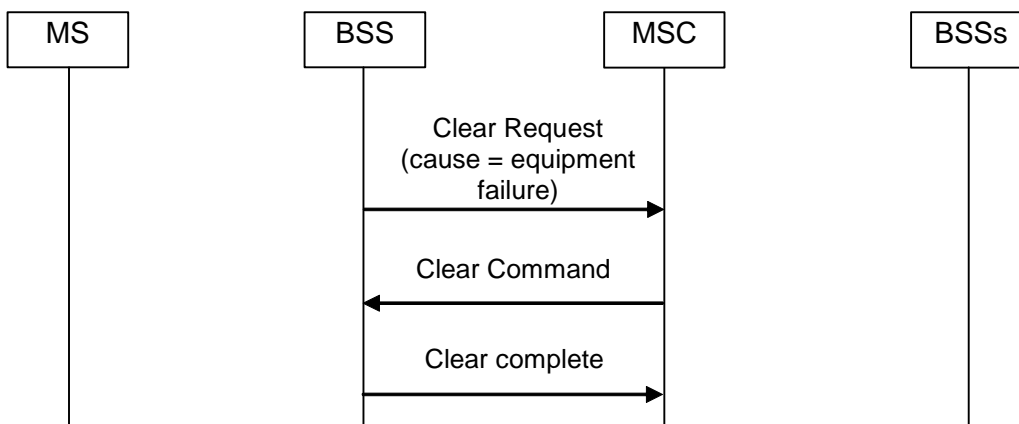 MS
BSS
MSC
BSSs
Clear Request
(cause = equipment
failure)
Clear Command
Clear complete